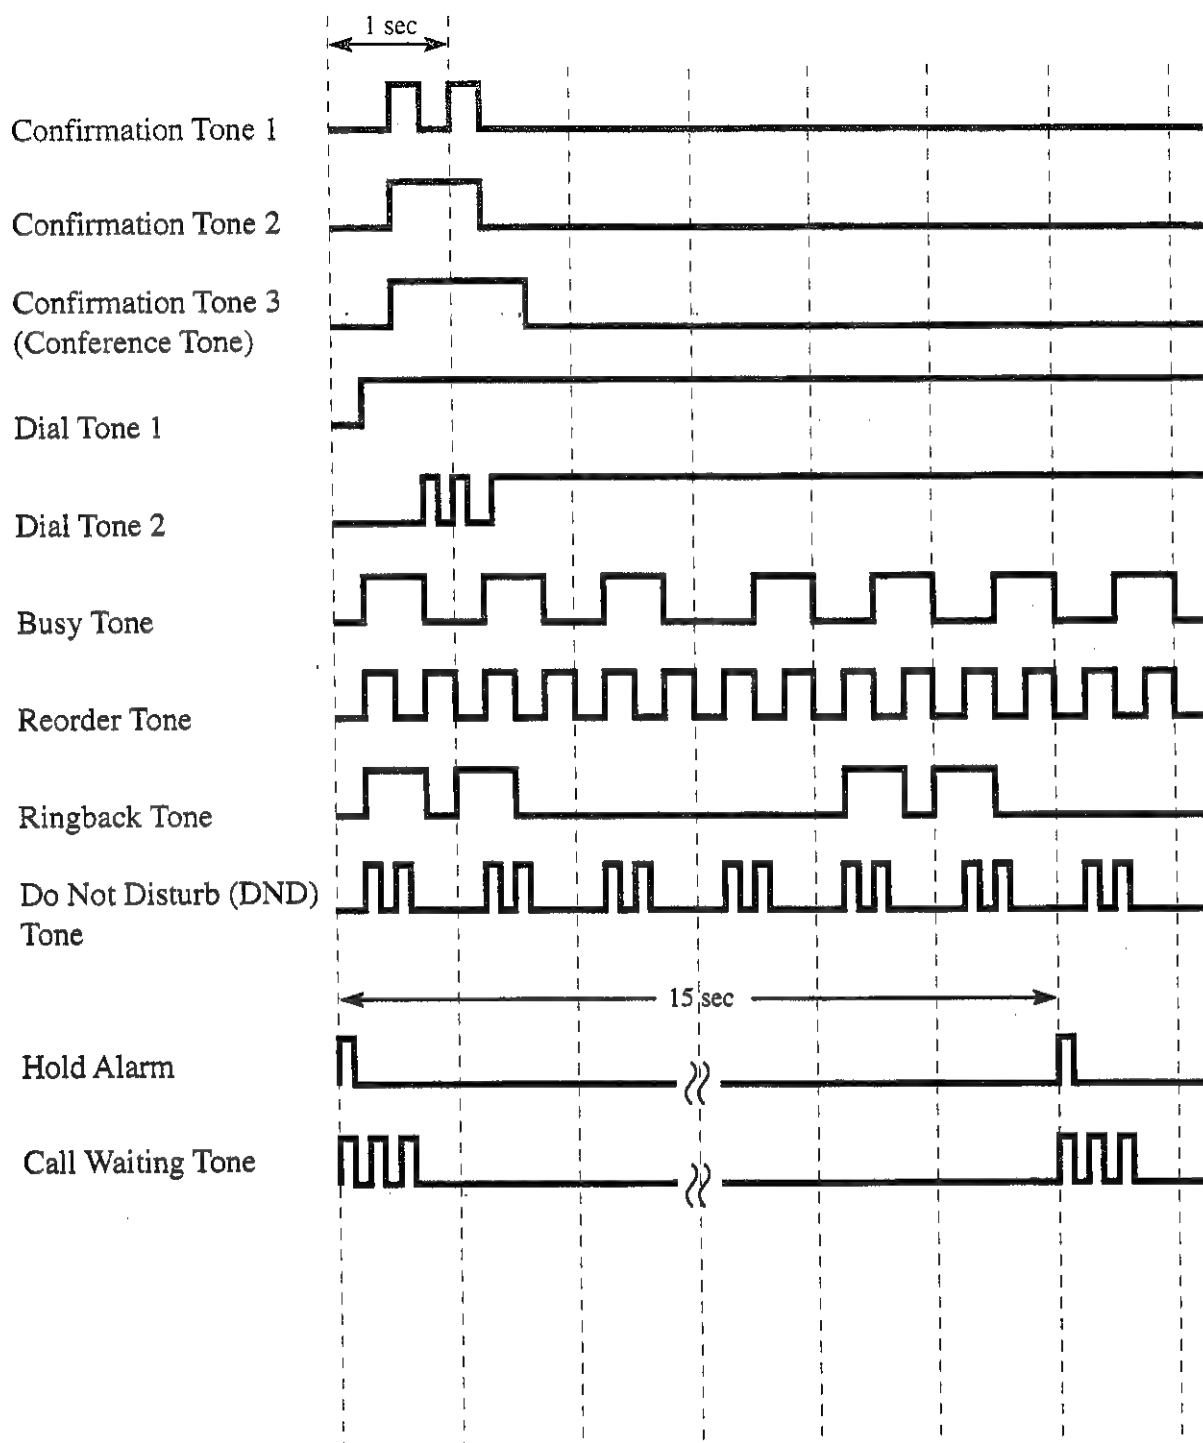 1 sec
Confirmation Tone 1
Confirmation Tone 2
Confirmation Tone 3
(Conference Tone)
Dial Tone 1
Dial Tone 2
Busy Tone
Reorder Tone
Ringback Tone
Do Not Disturb (DND)
Tone
15 sec
Hold Alarm
Call Waiting Tone